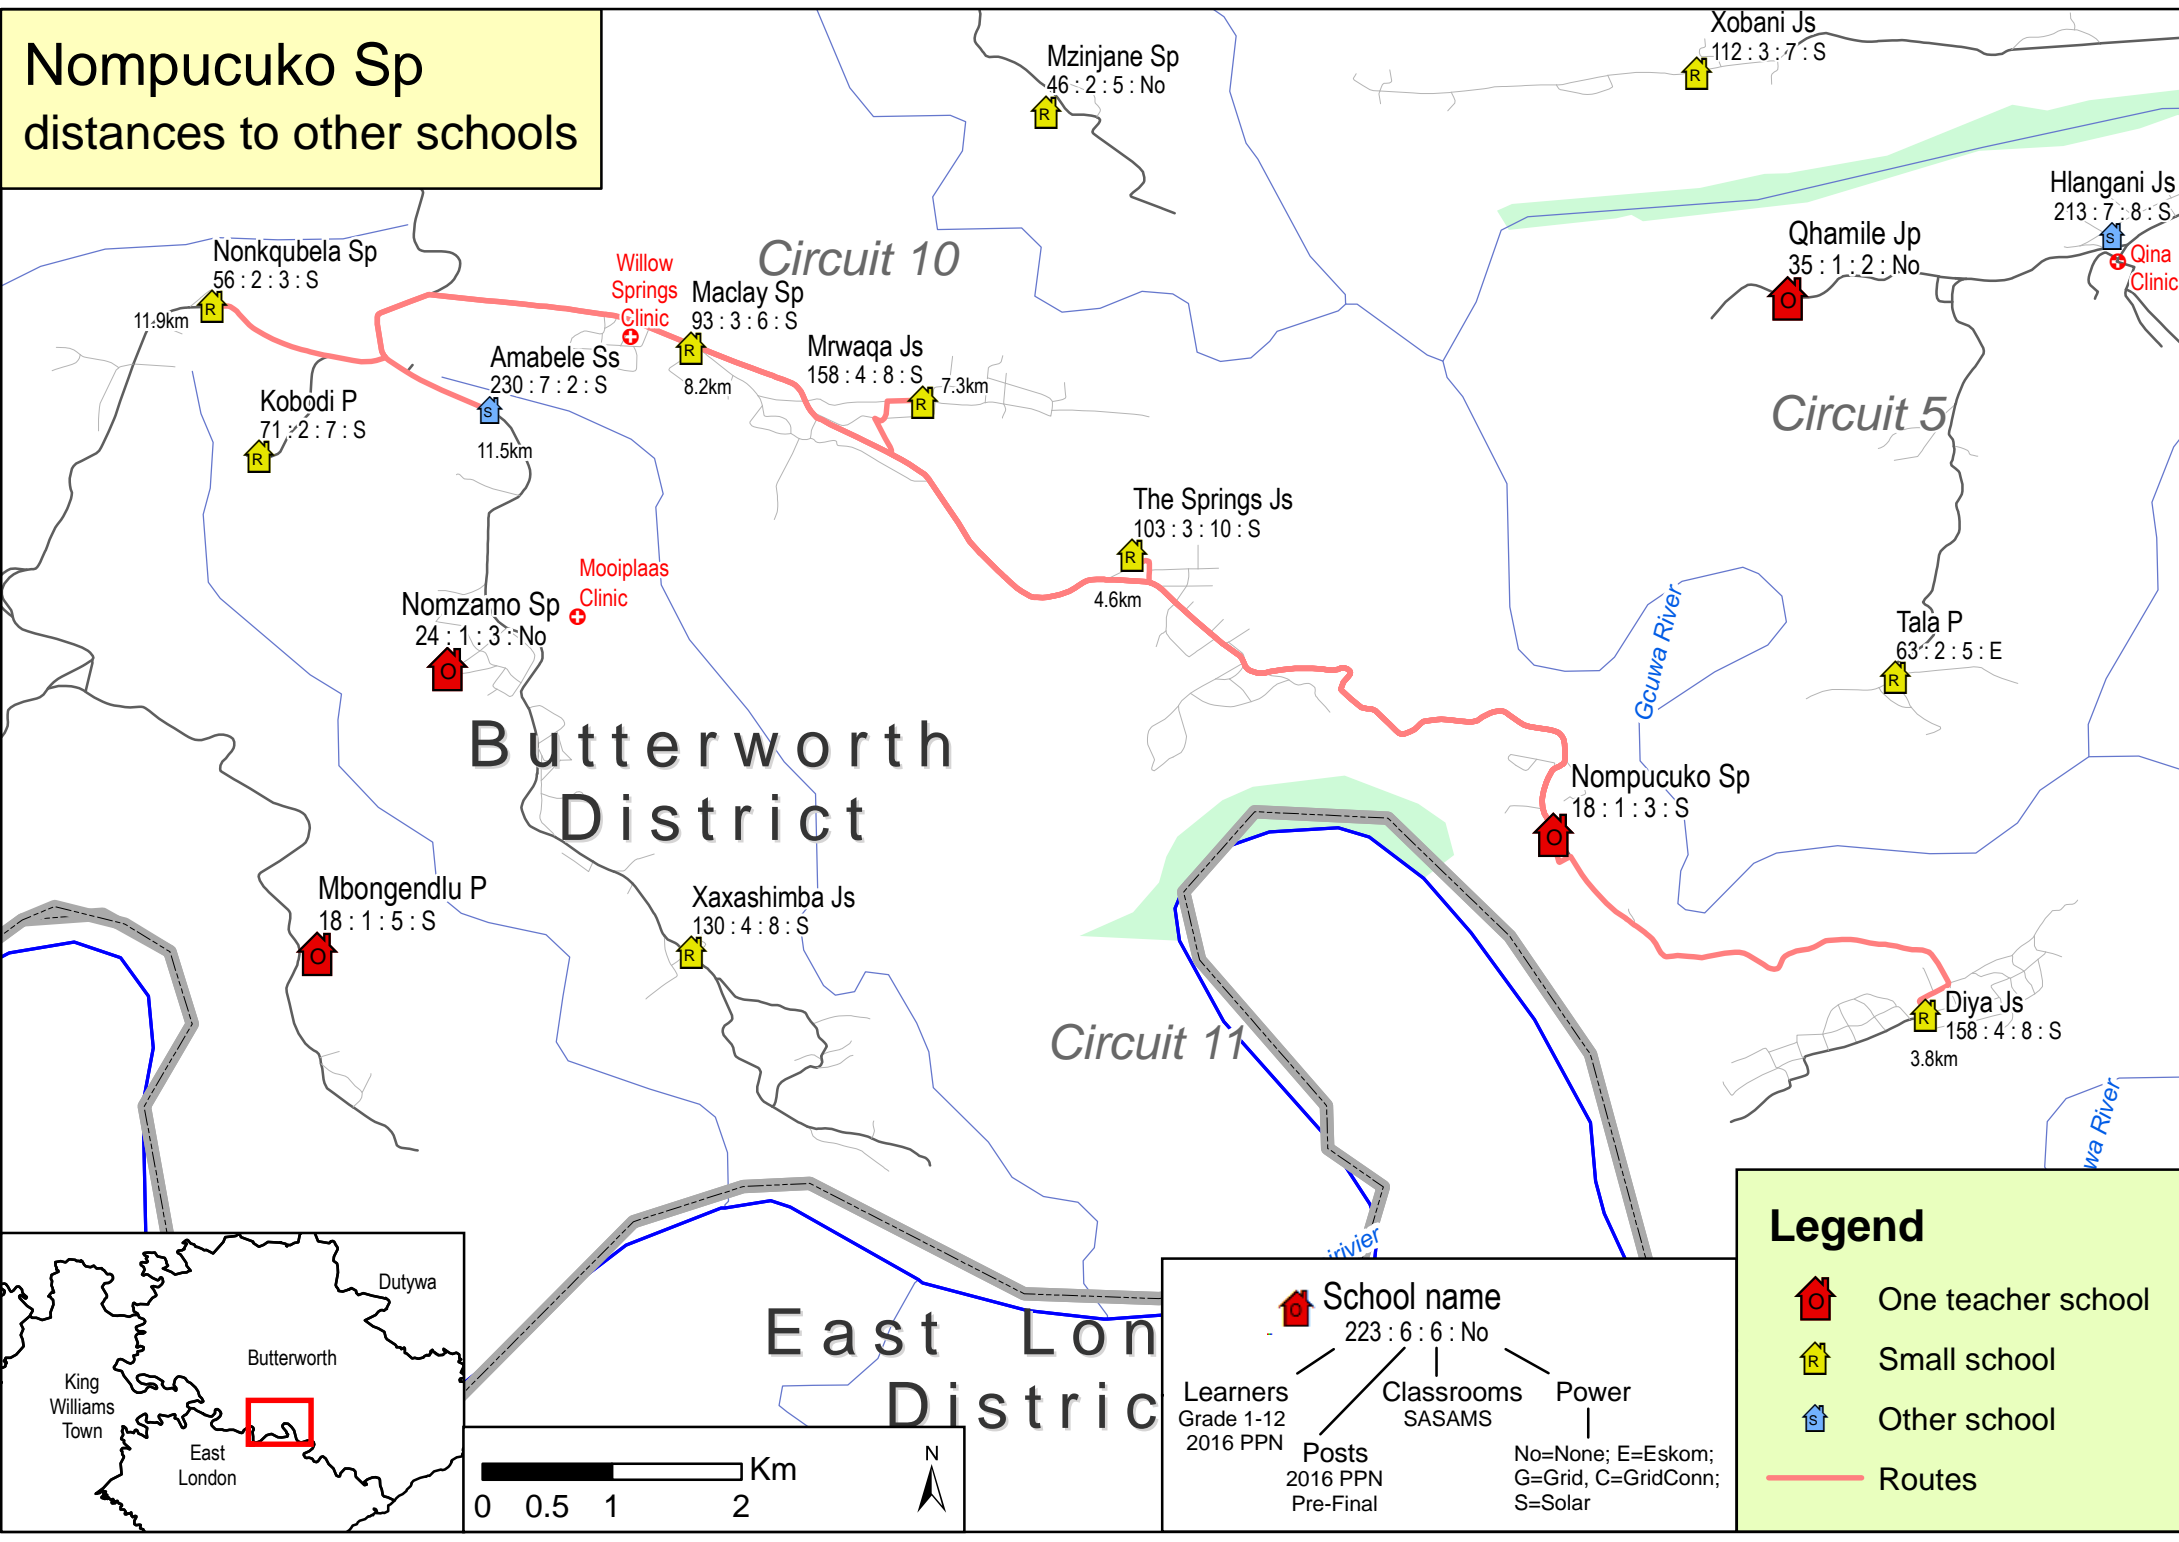 Nompucuko Sp
distances to other schools
Xobani Js
112 : 3 : 7 : S
Mzinjane Sp
46 : 2 : 5 : No
Hlangani Js
213 : 7 : 8 : S
Qina
Clinic
Qhamile Jp
35 : 1 : 2 : No
Nonkqubela Sp
56 : 2 : 3 : S
11.9km
Willow
Springs
Clinic
Circuit 10
Maclay Sp
93 : 3 : 6 : S
8.2km
Amabele Ss
230 : 7 : 2 : S
11.5km
Mrwaqa Js
158 : 4 : 8 : S
7.3km
Kobodi P
71 : 2 : 7 : S
Circuit 5
The Springs Js
103 : 3 : 10 : S
4.6km
Mooiplaas
Clinic
Nomzamo Sp
24 : 1 : 3 : No
Gcuwa River
Tala P
63 : 2 : 5 : E
Butterworth
District
Nompucuko Sp
18 : 1 : 3 : S
Mbongendlu P
18 : 1 : 5 : S
Xaxashimba Js
130 : 4 : 8 : S
Circuit 11
Diya Js
158 : 4 : 8 : S
3.8km
wa River
irivier
East Lon
Distric
Dutywa
Butterworth
King
Williams
Town
East
London
Km
0 0.5 1 2
N
School name
223 : 6 : 6 : No
Learners
Grade 1-12
2016 PPN
Posts
2016 PPN
Pre-Final
Classrooms
SASAMS
Power
No=None; E=Eskom;
G=Grid, C=GridConn;
S=Solar
Legend
O One teacher school
R Small school
S Other school
Routes